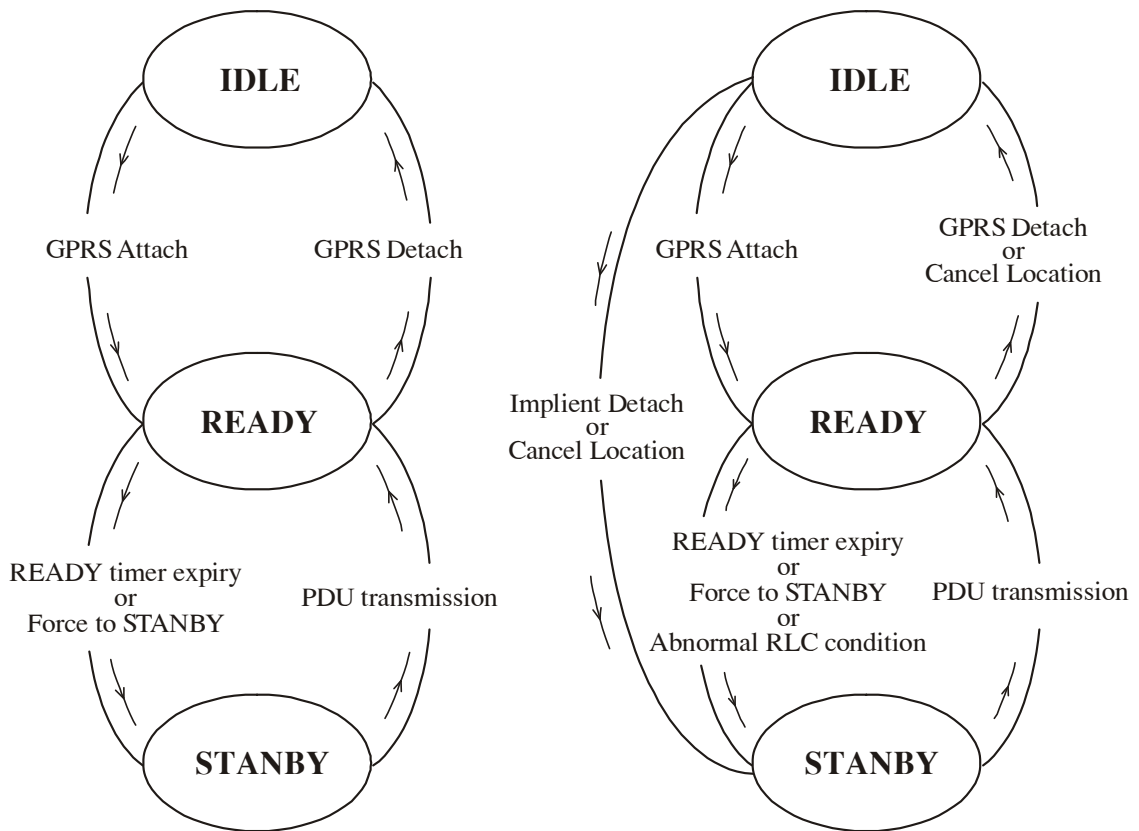 IDLE
GPRS Attach
GPRS Detach
READY
READY timer expiry
or
Force to STANBY
PDU transmission
STANBY
IDLE
GPRS Attach
GPRS Detach
or
Cancel Location
Implient Detach
or
Cancel Location
READY
READY timer expiry
or
Force to STANBY
or
Abnormal RLC condition
PDU transmission
STANBY